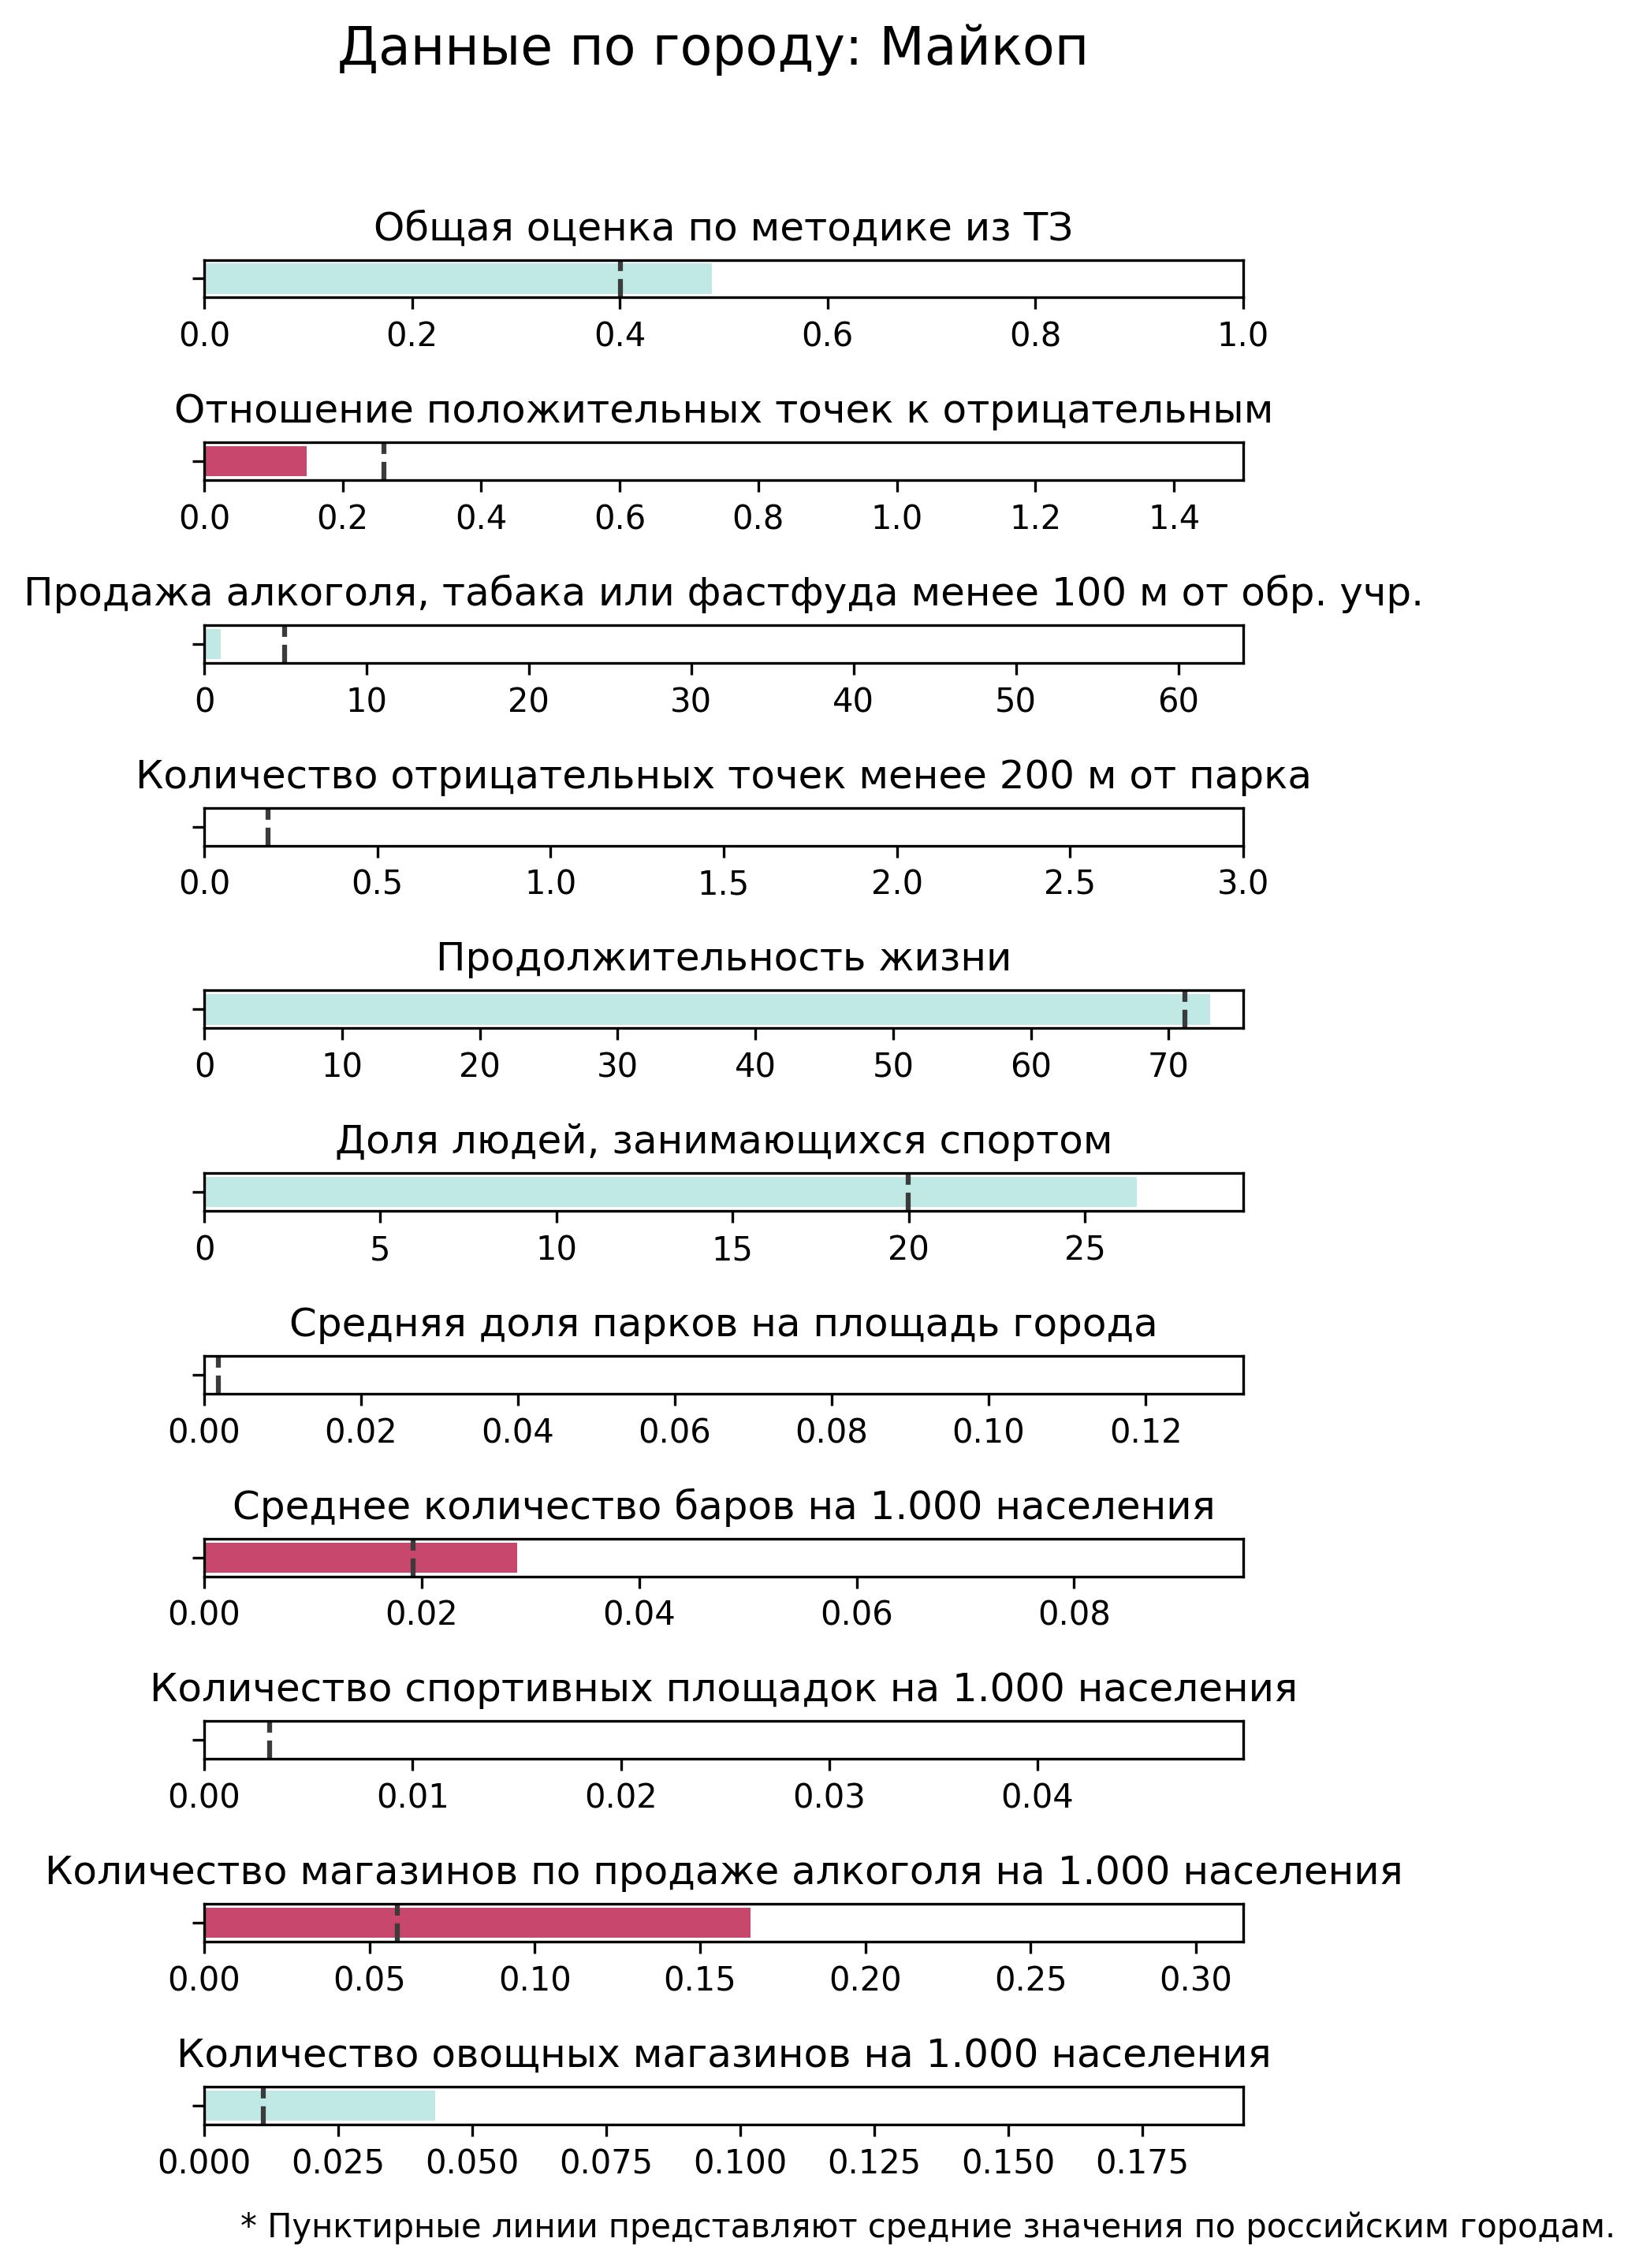 Данные по городу: Майкоп
Общая оценка по методике из ТЗ
0.0 0.2 0.4 0.6 0.8 1.0
Отношение положительных точек к отрицательным
0.0 0.2 0.4 0.6 0.8 1.0 1.2 1.4
Продажа алкоголя, табака или фастфуда менее 100 м от обр. учр.
0 10 20 30 40 50 60
Количество отрицательных точек менее 200 м от парка
0.0 0.5 1.0 1.5 2.0 2.5 3.0
Продолжительность жизни
0 10 20 30 40 50 60 70
Доля людей, занимающихся спортом
0 5 10 15 20 25
Средняя доля парков на площадь города
0.00 0.02 0.04 0.06 0.08 0.10 0.12
Среднее количество баров на 1.000 населения
0.00 0.02 0.04 0.06 0.08
Количество спортивных площадок на 1.000 населения
0.00 0.01 0.02 0.03 0.04
Количество магазинов по продаже алкоголя на 1.000 населения
0.00 0.05 0.10 0.15 0.20 0.25 0.30
Количество овощных магазинов на 1.000 населения
0.000 0.025 0.050 0.075 0.100 0.125 0.150 0.175
* Пунктирные линии представляют средние значения по российским городам.